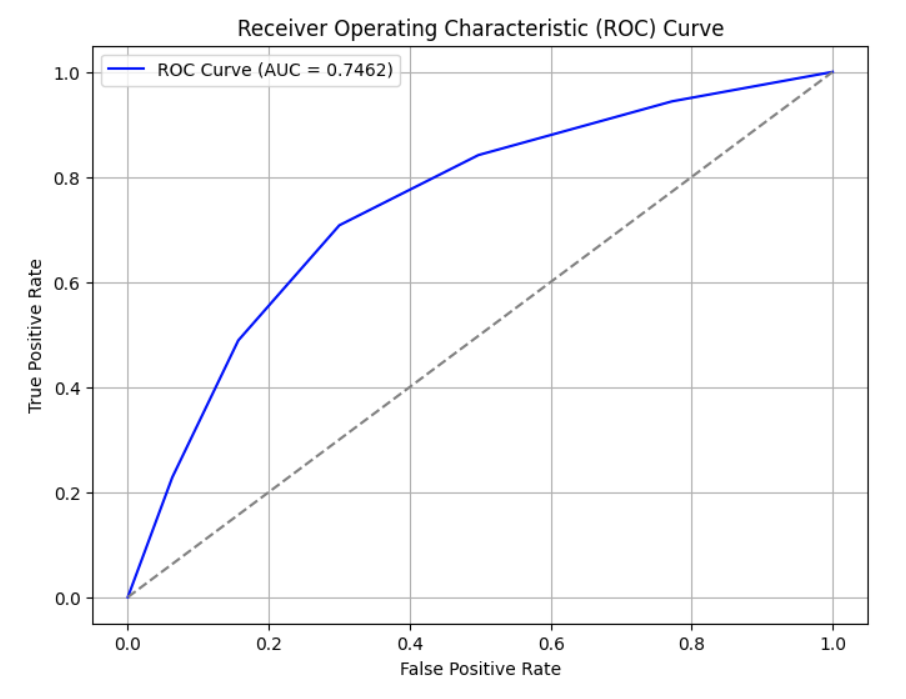 Receiver Operating Characteristic (ROC) Curve
ROC Curve (AUC = 0.7462)
1.0
0.8
0.6
0.4
0.2
0.0
True Positive Rate
0.0 0.2 0.4 0.6 0.8 1.0
False Positive Rate